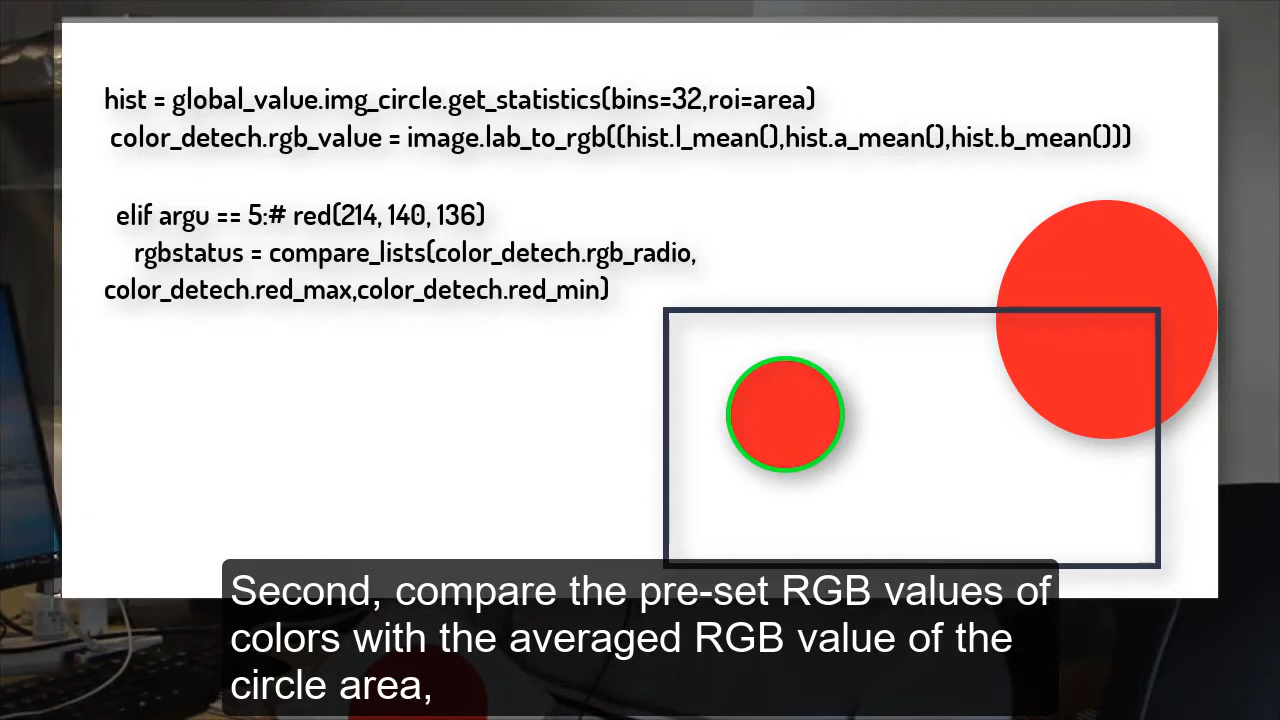 hist = global_value.img_circle.get_statistics(bins=32,roi=area)
color_detech.rgb_value = image.lab_to_rgb((hist.l_mean(),hist.a_mean(),hist.b_mean()))
elif argu == 5:# red(214, 140, 136)
rgbstatus = compare_lists(color_detech.rgb_radio,
color_detech.red_max,color_detech.red_min)
Second, compare the pre-set RGB values of
colors with the averaged RGB value of the
circle area,